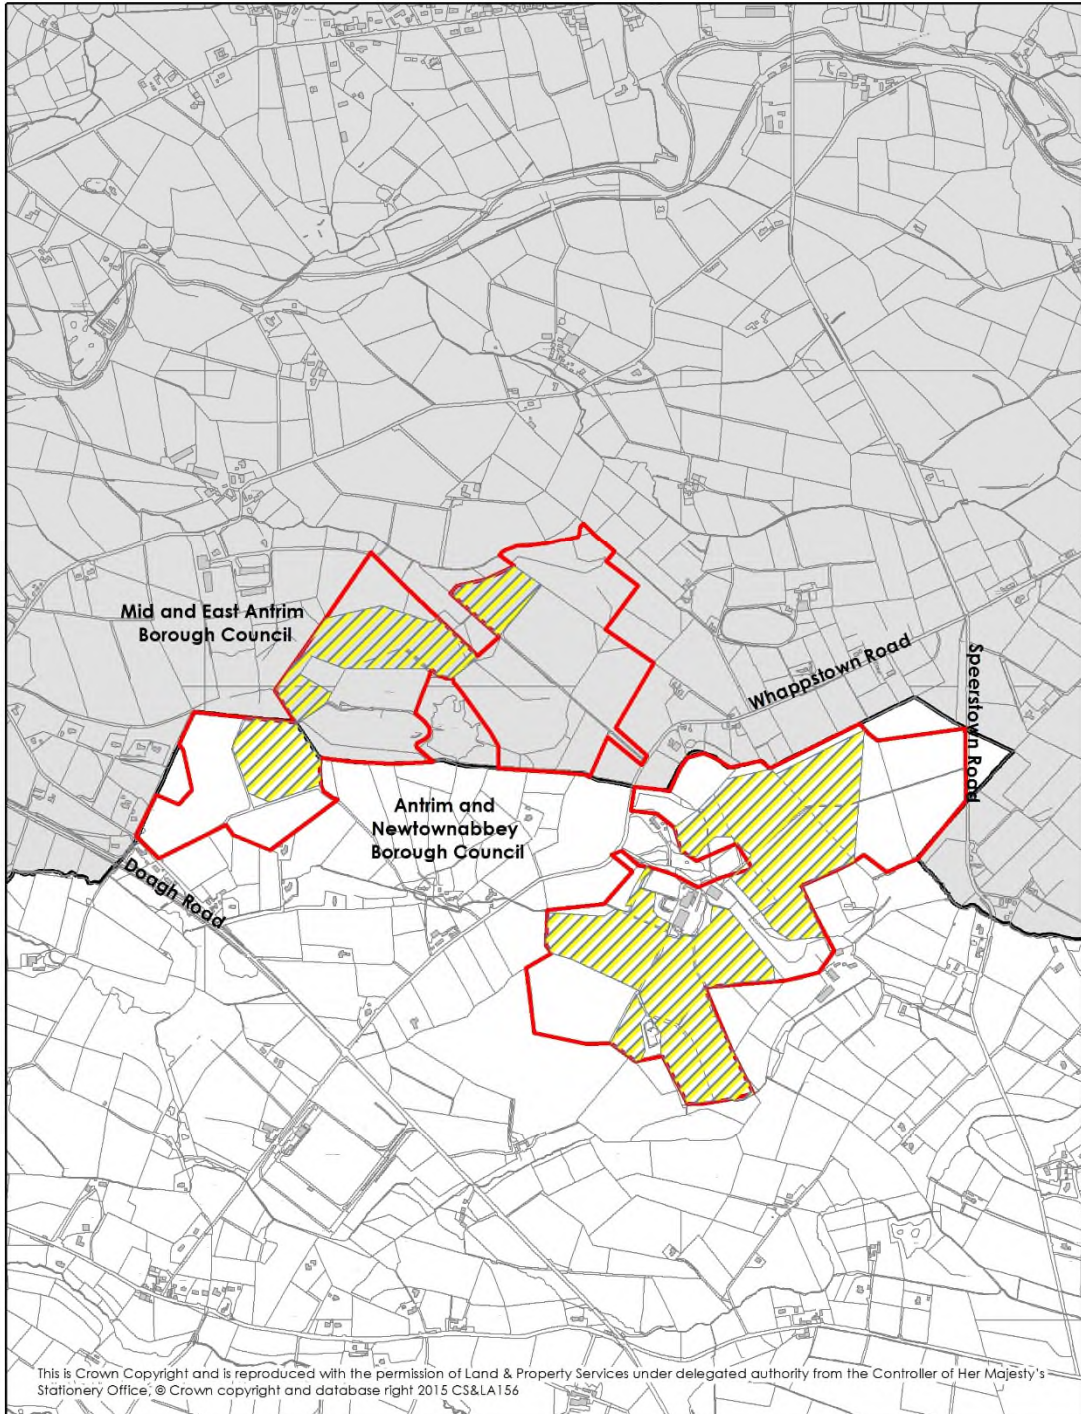 Mid and East Antrim
Borough Council
Whappstown Road
Speerstown Road
Antrim and
Newtownabbey
Borough Council
Doagh Road
This is Crown Copyright and is reproduced with the permission of Land & Property Services under delegated authority from the Controller of Her Majesty's
Stationery Office, © Crown copyright and database right 2015 CS&LA156